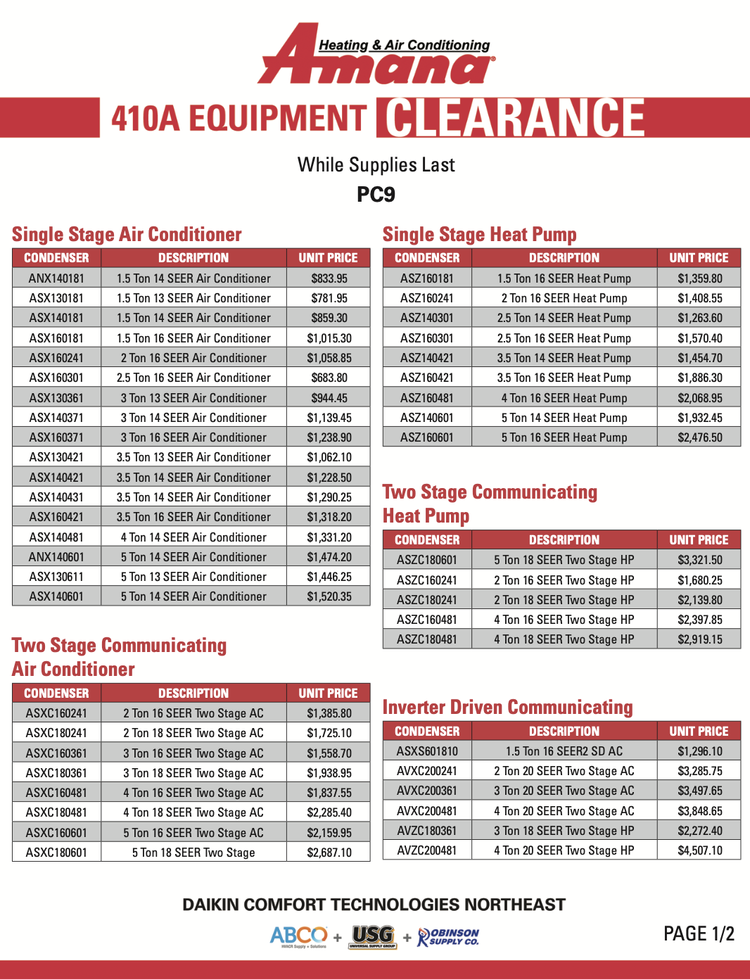 Heating & Air Conditioning
Amana®
410A EQUIPMENT CLEARANCE
While Supplies Last
PC9
Single Stage Air Conditioner
CONDENSER DESCRIPTION UNIT PRICE
ANX140181 1.5 Ton 14 SEER Air Conditioner $833.95
ASX130181 1.5 Ton 13 SEER Air Conditioner $781.95
ASX140181 1.5 Ton 14 SEER Air Conditioner $859.30
ASX160181 1.5 Ton 16 SEER Air Conditioner $1,015.30
ASX160241 2 Ton 16 SEER Air Conditioner $1,058.85
ASX160301 2.5 Ton 16 SEER Air Conditioner $683.80
ASX130361 3 Ton 13 SEER Air Conditioner $944.45
ASX140371 3 Ton 14 SEER Air Conditioner $1,139.45
ASX160371 3 Ton 16 SEER Air Conditioner $1,238.90
ASX130421 3.5 Ton 13 SEER Air Conditioner $1,062.10
ASX140421 3.5 Ton 14 SEER Air Conditioner $1,228.50
ASX140431 3.5 Ton 14 SEER Air Conditioner $1,290.25
ASX160421 3.5 Ton 16 SEER Air Conditioner $1,318.20
ASX140481 4 Ton 14 SEER Air Conditioner $1,331.20
ANX140601 5 Ton 14 SEER Air Conditioner $1,474.20
ASX130611 5 Ton 13 SEER Air Conditioner $1,446.25
ASX140601 5 Ton 14 SEER Air Conditioner $1,520.35
Two Stage Communicating
Air Conditioner
CONDENSER DESCRIPTION UNIT PRICE
ASXC160241 2 Ton 16 SEER Two Stage AC $1,385.80
ASXC180241 2 Ton 18 SEER Two Stage AC $1,725.10
ASXC160361 3 Ton 16 SEER Two Stage AC $1,558.70
ASXC180361 3 Ton 18 SEER Two Stage AC $1,938.95
ASXC160481 4 Ton 16 SEER Two Stage AC $1,837.55
ASXC180481 4 Ton 18 SEER Two Stage AC $2,285.40
ASXC160601 5 Ton 16 SEER Two Stage AC $2,159.95
ASXC180601 5 Ton 18 SEER Two Stage $2,687.10
Single Stage Heat Pump
CONDENSER DESCRIPTION UNIT PRICE
ASZ160181 1.5 Ton 16 SEER Heat Pump $1,359.80
ASZ160241 2 Ton 16 SEER Heat Pump $1,408.55
ASZ140301 2.5 Ton 14 SEER Heat Pump $1,263.60
ASZ160301 2.5 Ton 16 SEER Heat Pump $1,570.40
ASZ140421 3.5 Ton 14 SEER Heat Pump $1,454.70
ASZ160421 3.5 Ton 16 SEER Heat Pump $1,886.30
ASZ160481 4 Ton 16 SEER Heat Pump $2,068.95
ASZ140601 5 Ton 14 SEER Heat Pump $1,932.45
ASZ160601 5 Ton 16 SEER Heat Pump $2,476.50
Two Stage Communicating
Heat Pump
CONDENSER DESCRIPTION UNIT PRICE
ASZC180601 5 Ton 18 SEER Two Stage HP $3,321.50
ASZC160241 2 Ton 16 SEER Two Stage HP $1,680.25
ASZC180241 2 Ton 18 SEER Two Stage HP $2,139.80
ASZC160481 4 Ton 16 SEER Two Stage HP $2,397.85
ASZC180481 4 Ton 18 SEER Two Stage HP $2,919.15
Inverter Driven Communicating
CONDENSER DESCRIPTION UNIT PRICE
ASXS601810 1.5 Ton 16 SEER2 SD AC $1,296.10
AVXC200241 2 Ton 20 SEER Two Stage AC $3,285.75
AVXC200361 3 Ton 20 SEER Two Stage AC $3,497.65
AVXC200481 4 Ton 20 SEER Two Stage AC $3,848.65
AVZC180361 3 Ton 18 SEER Two Stage HP $2,272.40
AVZC200481 4 Ton 20 SEER Two Stage HP $4,507.10
DAIKIN COMFORT TECHNOLOGIES NORTHEAST
ABCO + USG + ROBINSON
HVACR Supply + Solutions UNIVERSAL SUPPLY GROUP SUPPLY CO.
PAGE 1/2